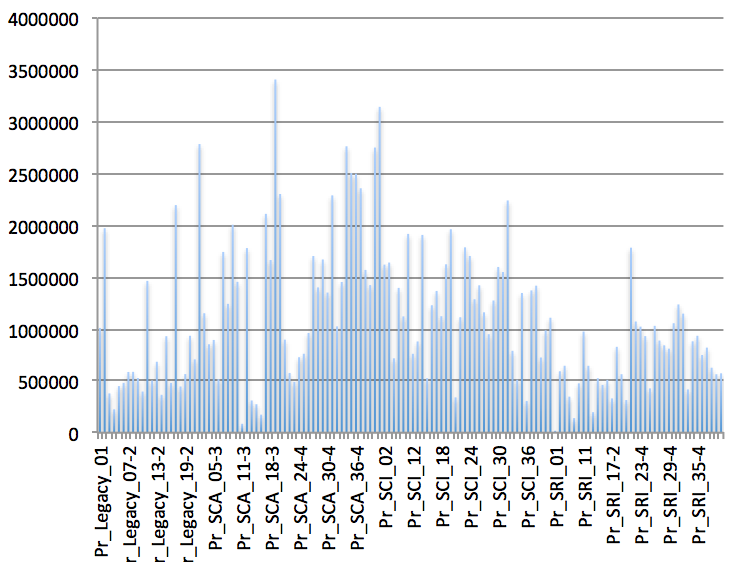 4000000
3500000
3000000
2500000
2000000
1500000
1000000
500000
0
Pr_Legacy_01
r_Legacy_07-2
r_Legacy_13-2
r_Legacy_19-2
Pr_SCA_05-3
Pr_SCA_11-3
Pr_SCA_18-3
Pr_SCA_24-4
Pr_SCA_30-4
Pr_SCA_36-4
Pr_SCI_02
Pr_SCI_12
Pr_SCI_18
Pr_SCI_24
Pr_SCI_30
Pr_SCI_36
Pr_SRI_01
Pr_SRI_11
Pr_SRI_17-2
Pr_SRI_23-4
Pr_SRI_29-4
Pr_SRI_35-4